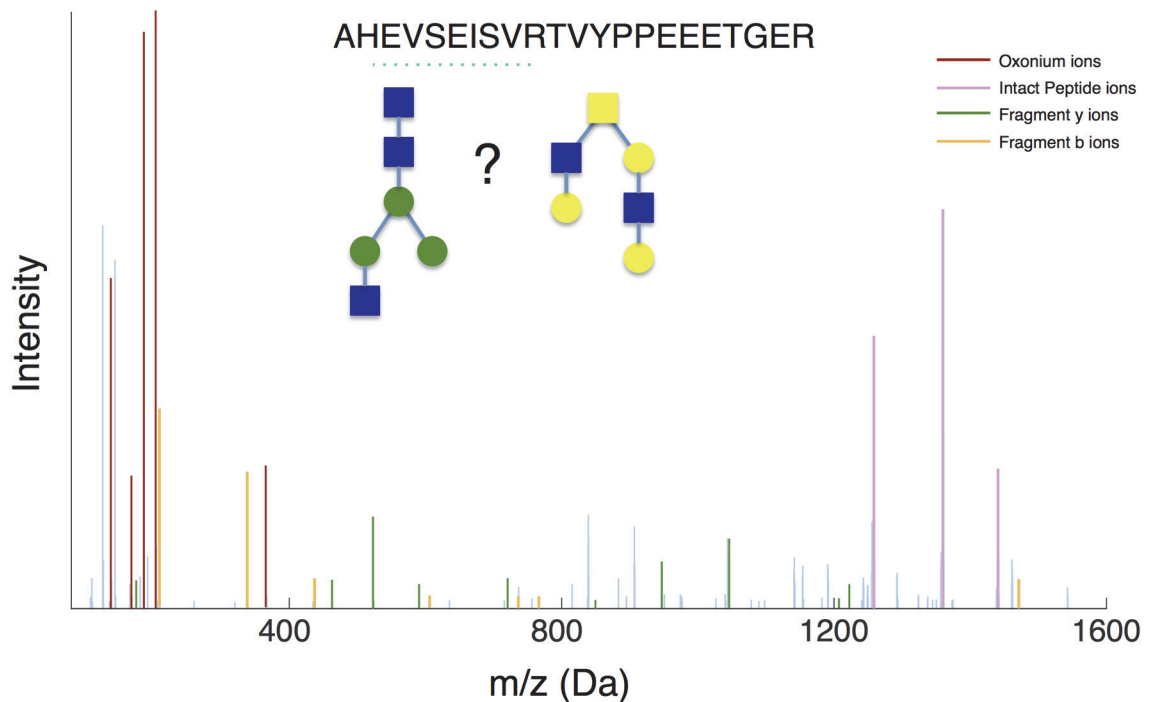 AHEVSEISVRTVYPPEEETGER
Oxonium ions
Intact Peptide ions
Fragment y ions
Fragment b ions
?
Intensity
400
800
1200
1600
m/z (Da)